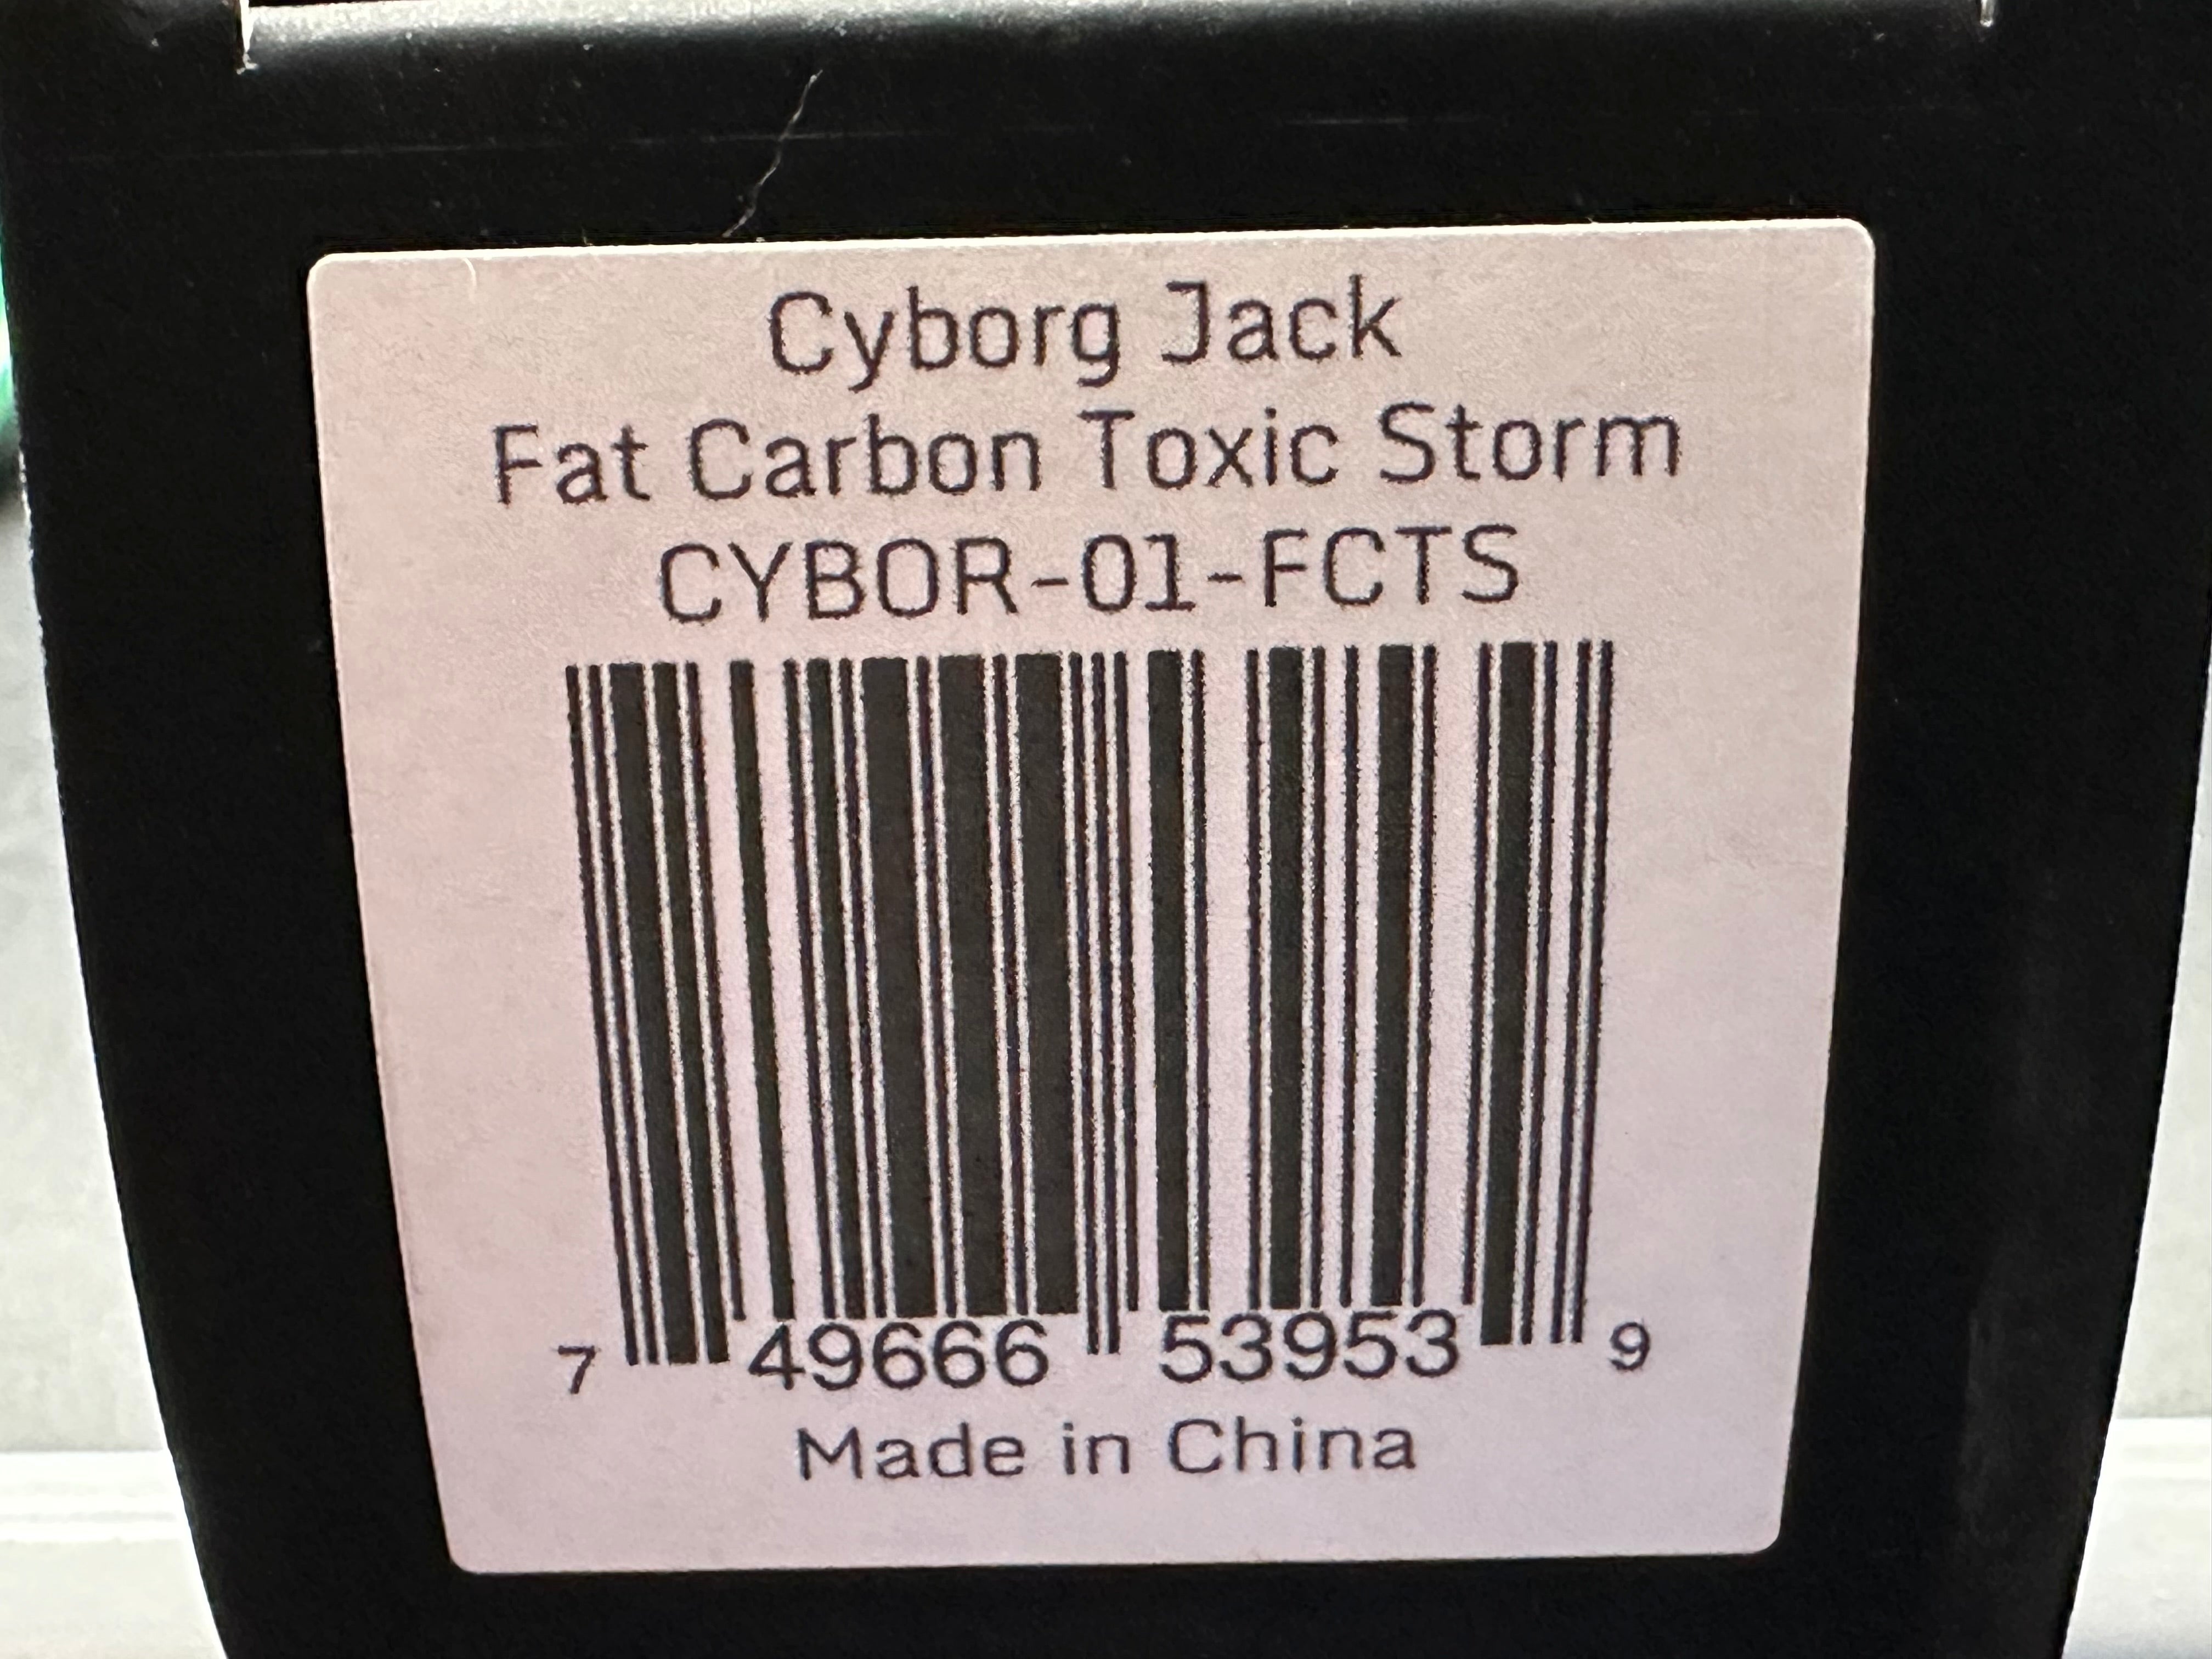 Cyborg Jack
Fat Carbon Toxic Storm
CYBOR-01-FCTS
7 49666 53953 9
Made in China